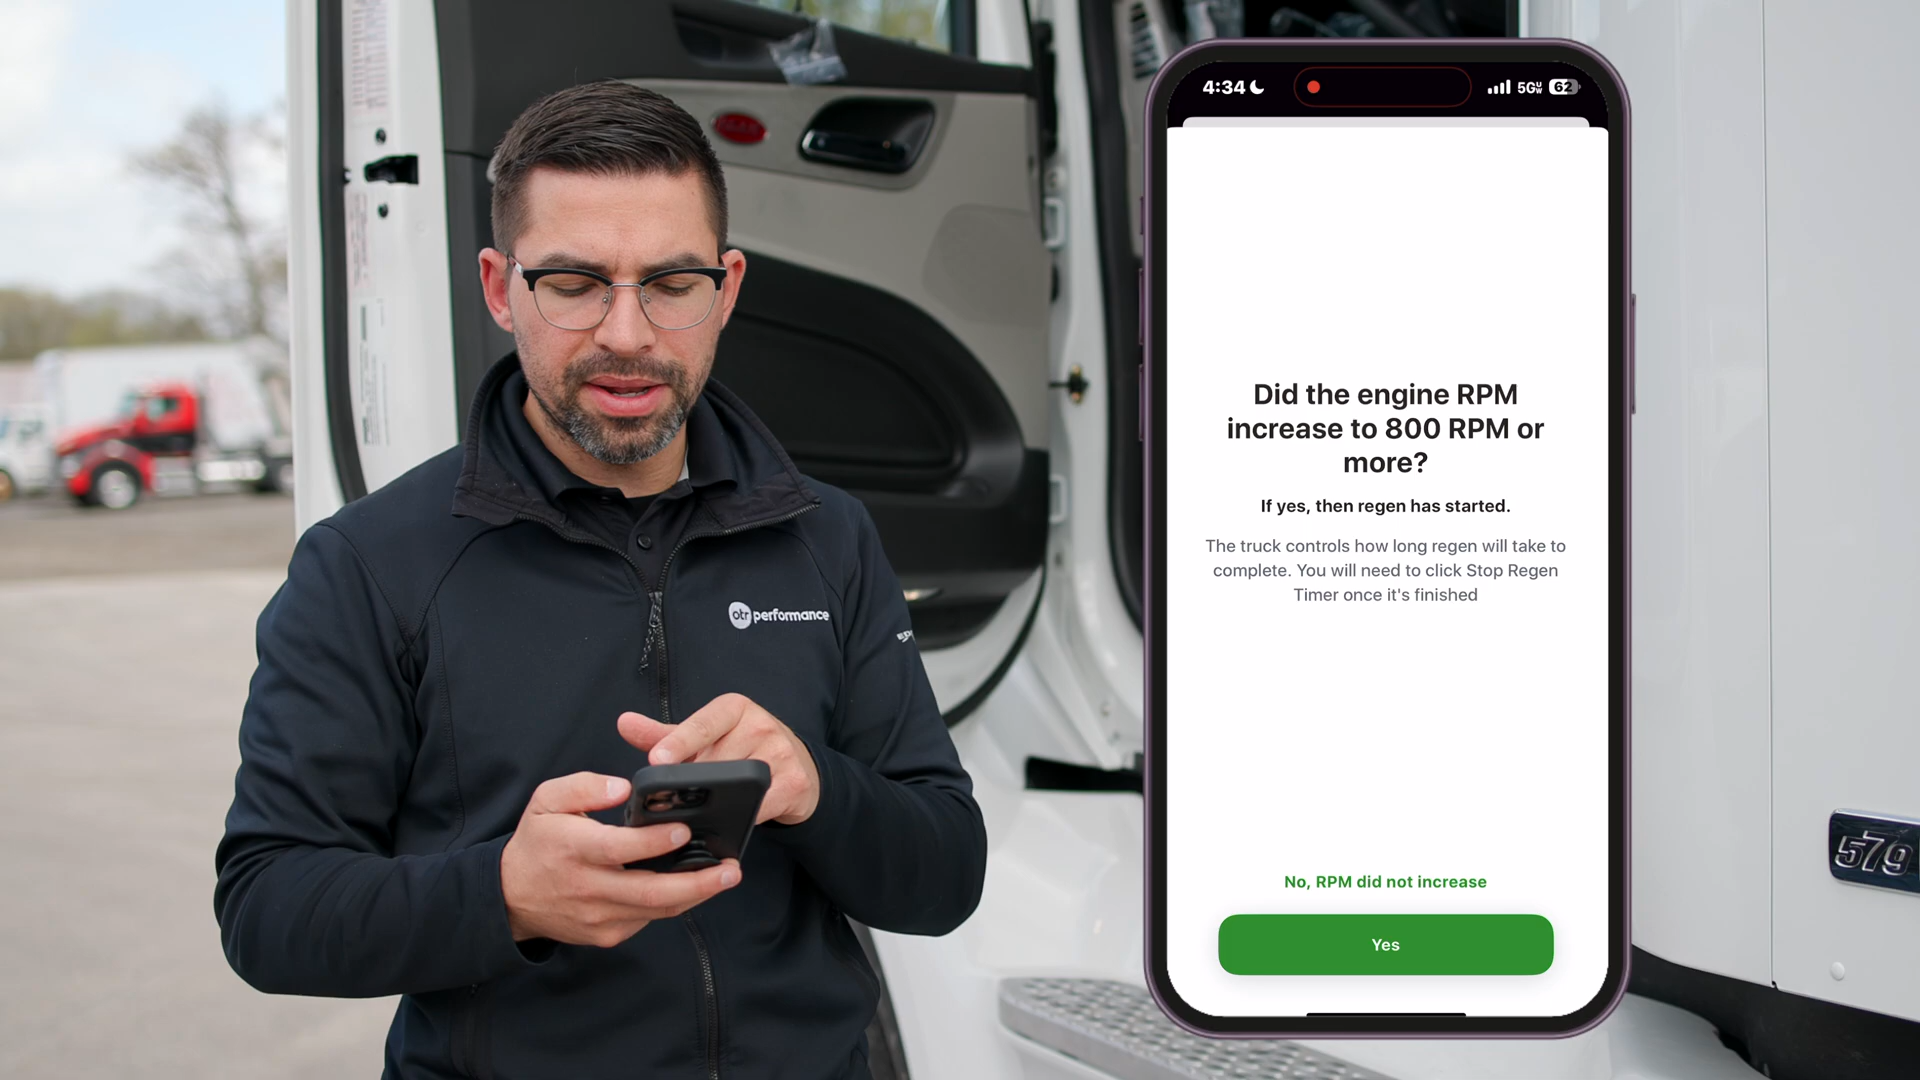 4:34
5G
62
Did the engine RPM
increase to 800 RPM or
more?
If yes, then regen has started.
The truck controls how long regen will take to
complete. You will need to click Stop Regen
Timer once it's finished
No, RPM did not increase
Yes
otr performance
579